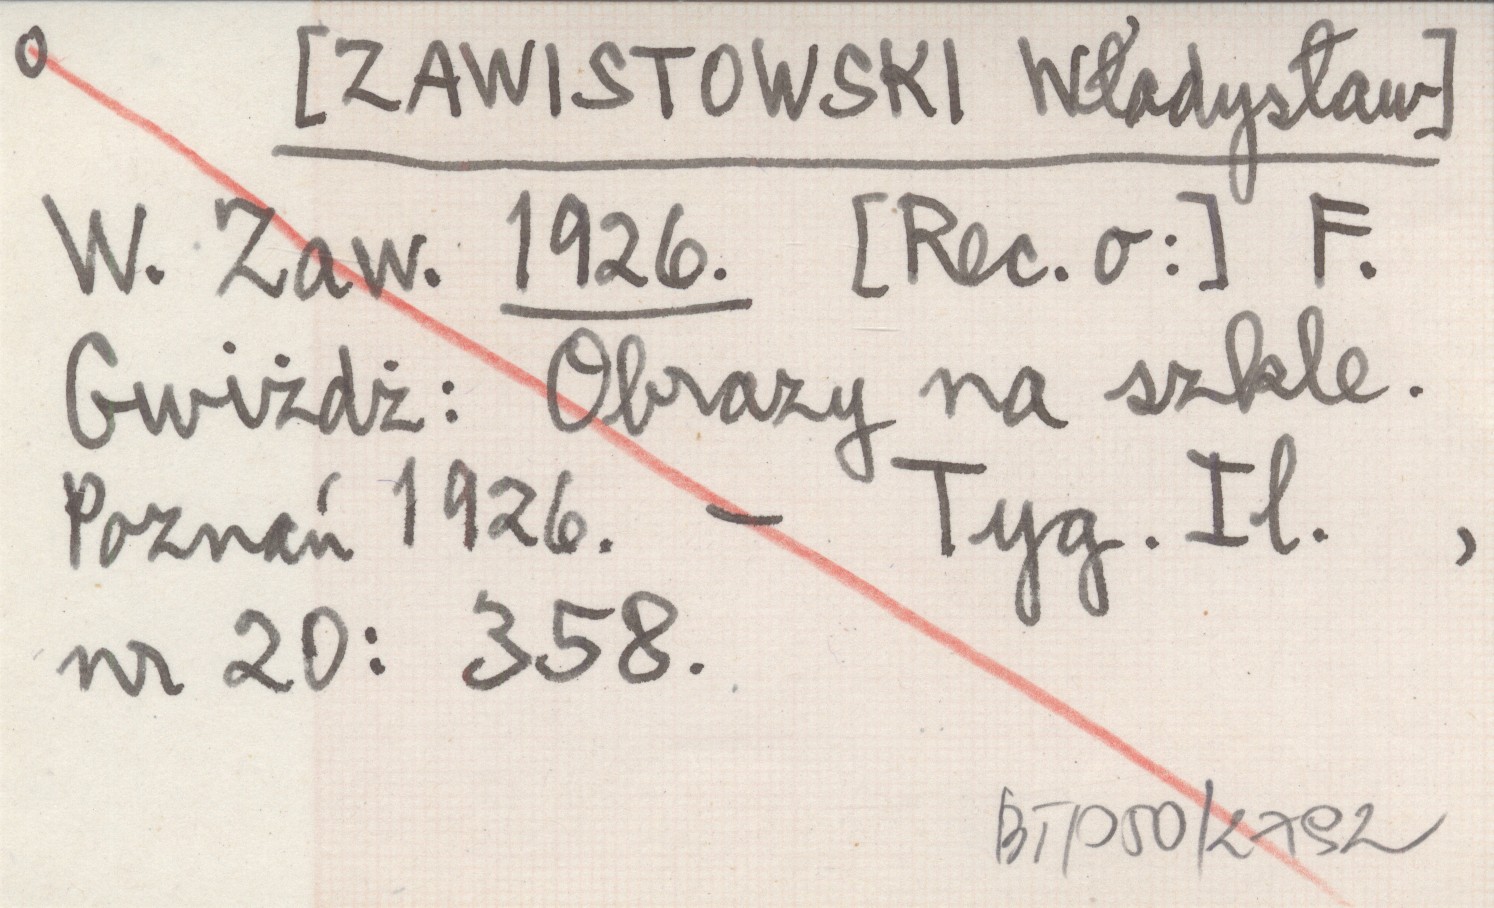 o [ZAWISTOWSKI Władysław]
W. Zaw. 1926. [Rec. o:] F.
Gwiżdż: Obrazy na szkle.
Poznań 1926. — Tyg. Il. ,
nr 20: 358.